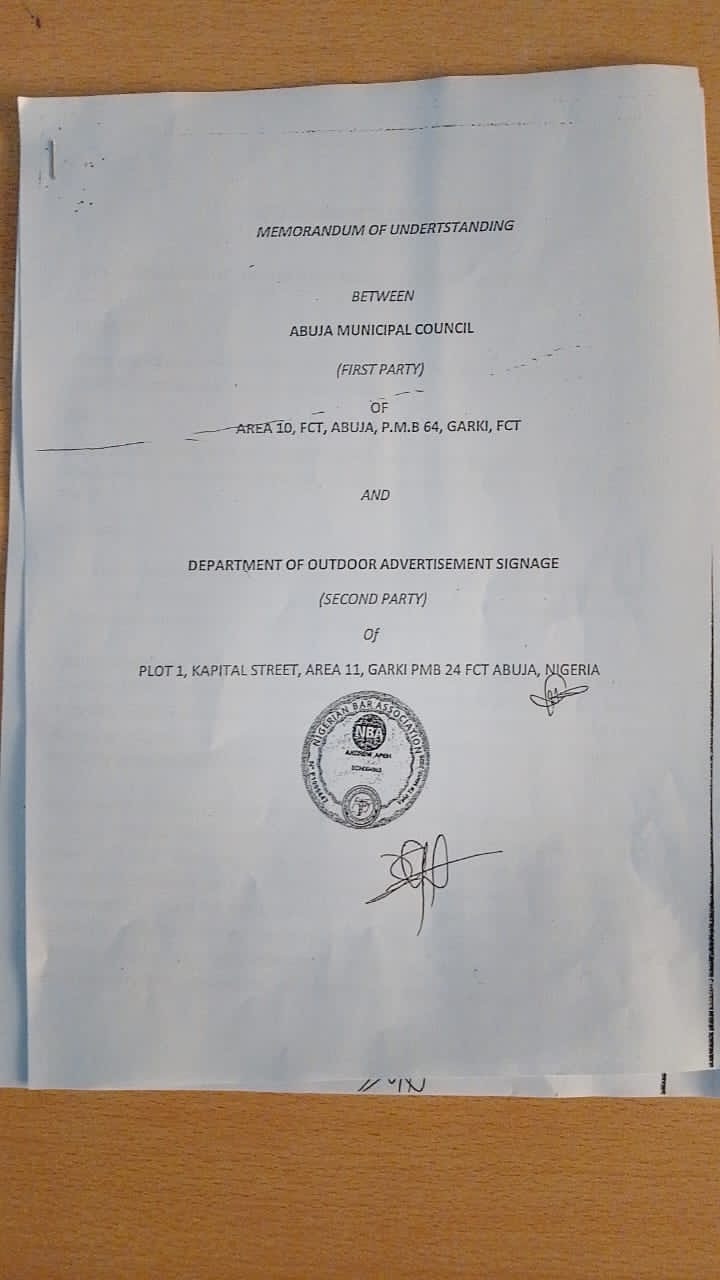 MEMORANDUM OF UNDERTSTANDING
BETWEEN
ABUJA MUNICIPAL COUNCIL
(FIRST PARTY)
OF
AREA 10, FCT, ABUJA, P.M.B 64, GARKI, FCT
AND
DEPARTMENT OF OUTDOOR ADVERTISEMENT SIGNAGE
(SECOND PARTY)
Of
PLOT 1, KAPITAL STREET, AREA 11, GARKI PMB 24 FCT ABUJA, NIGERIA
NIGERIAN BAR ASSOCIATION
NBA